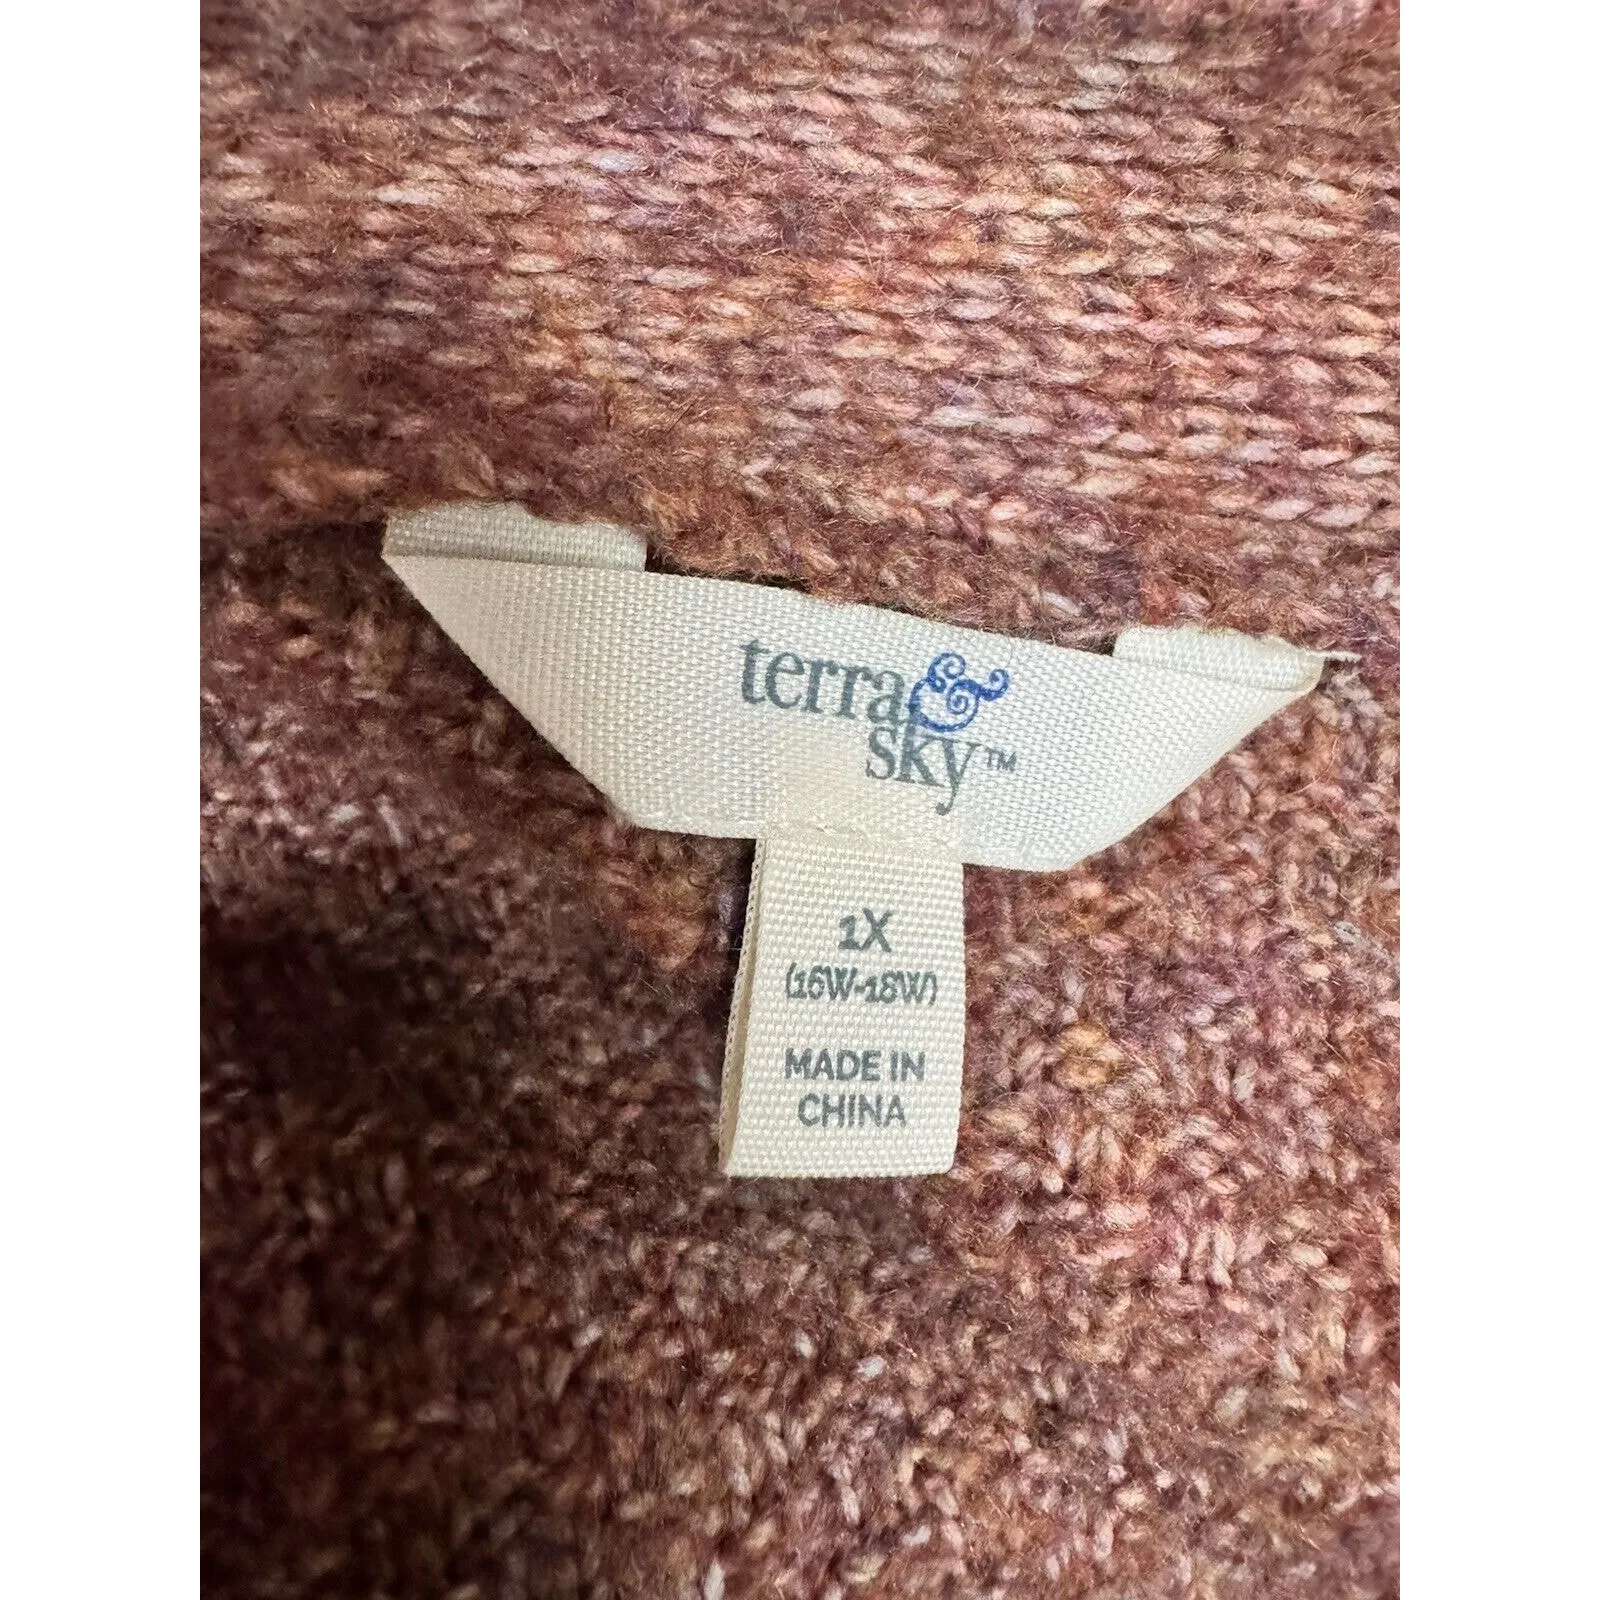 terra &
sky™
1X
(16W-18W)
MADE IN
CHINA